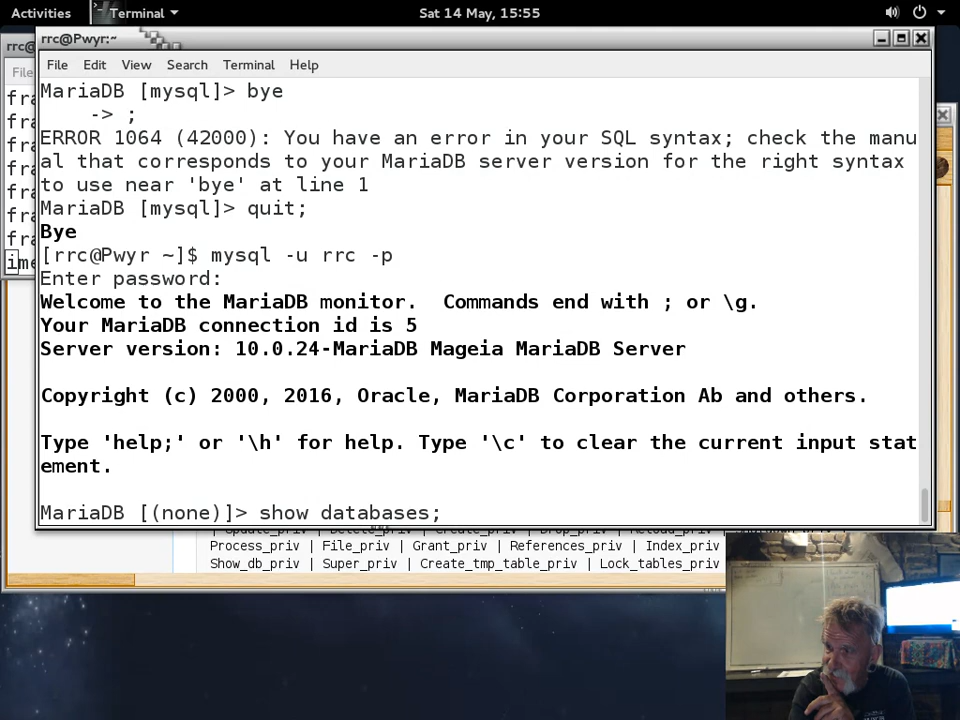 Activities Terminal Sat 14 May, 15:55
rrc@ rrc@Pwyr:~
File Edit View Search Terminal Help
File
MariaDB [mysql]> bye
-> ;
ERROR 1064 (42000): You have an error in your SQL syntax; check the manu
al that corresponds to your MariaDB server version for the right syntax
to use near 'bye' at line 1
MariaDB [mysql]> quit;
Bye
[rrc@Pwyr ~]$ mysql -u rrc -p
Enter password:
Welcome to the MariaDB monitor.  Commands end with ; or \g.
Your MariaDB connection id is 5
Server version: 10.0.24-MariaDB Mageia MariaDB Server
Copyright (c) 2000, 2016, Oracle, MariaDB Corporation Ab and others.
Type 'help;' or '\h' for help. Type '\c' to clear the current input stat
ement.
MariaDB [(none)]> show databases;
Process_priv | File_priv | Grant_priv | References_priv | Index_priv
Show_db_priv | Super_priv | Create_tmp_table_priv | Lock_tables_priv